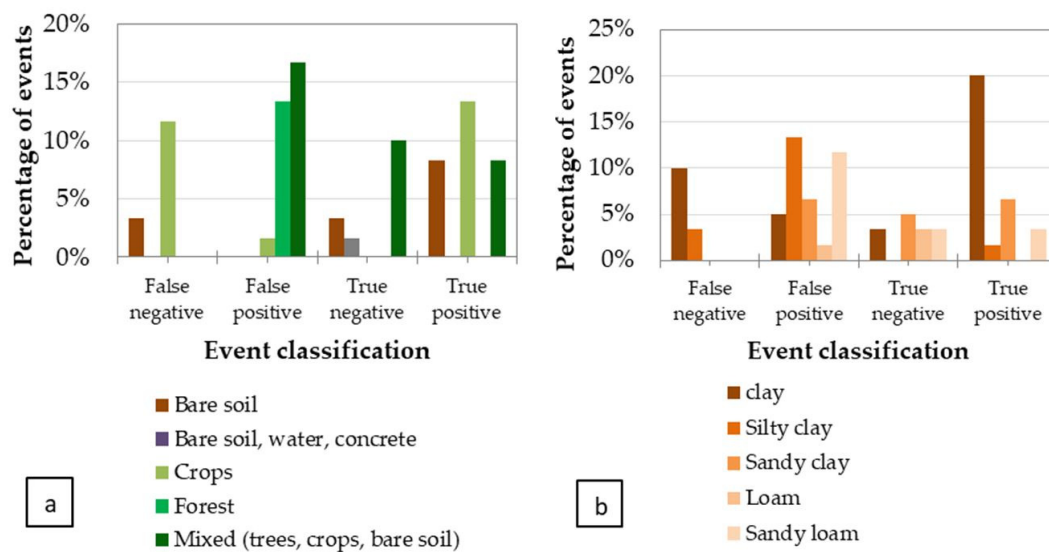 Percentage of events
20%
15%
10%
5%
0%
False negative
False positive
True negative
True positive
Event classification
Bare soil
Bare soil, water, concrete
Crops
Forest
Mixed (trees, crops, bare soil)
a
Percentage of events
25%
20%
15%
10%
5%
0%
False negative
False positive
True negative
True positive
Event classification
clay
Silty clay
Sandy clay
Loam
Sandy loam
b